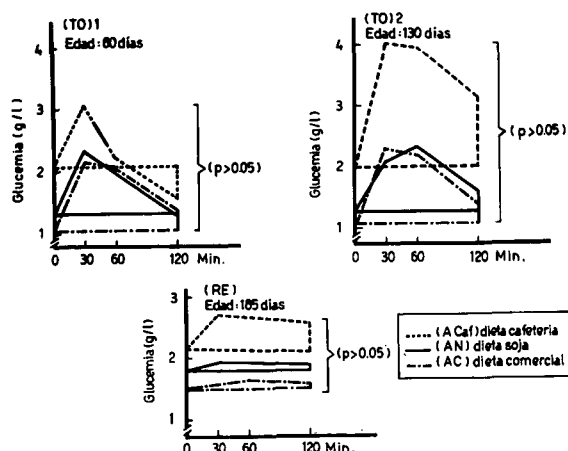 (TO)1
Edad: 60 días
4
3
2
1
Glucemia (g/l)
(p>0.05)
0
30
60
120
Min.
(TO)2
Edad: 130 días
4
3
2
1
Glucemia (g/l)
(p>0.05)
0
30
60
120
Min.
(RE)
Edad: 185 días
3
2
1
Glucemia (g/l)
(p>0.05)
0
30
60
120
Min.
(A Caf) dieta cafeteria
(AN) dieta soja
(AC) dieta comercial